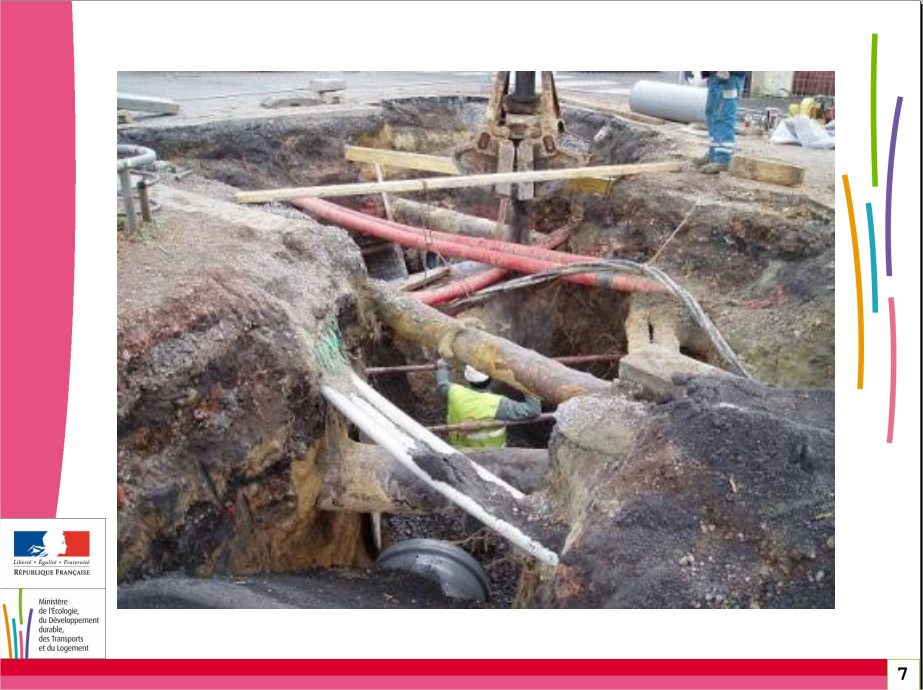 Liberté • Égalité • Fraternité
RÉPUBLIQUE FRANÇAISE
Ministère
de l'Écologie,
du Développement
durable,
des Transports
et du Logement
7